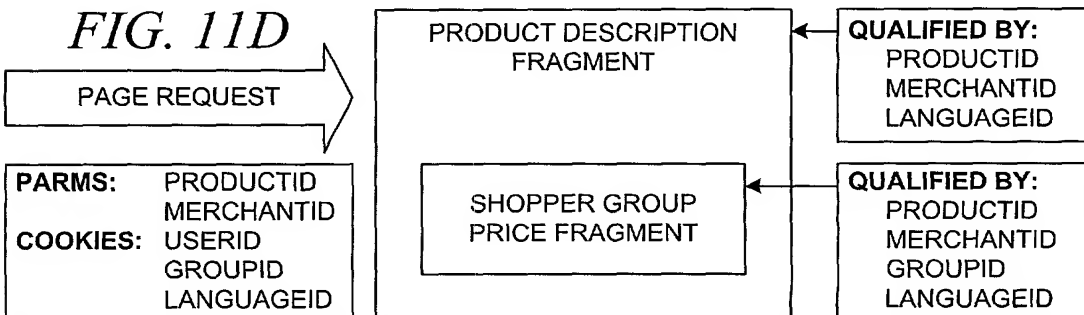 FIG. 11D
PAGE REQUEST
PARMS: PRODUCTID
MERCHANTID
COOKIES: USERID
GROUPID
LANGUAGEID
PRODUCT DESCRIPTION
FRAGMENT
SHOPPER GROUP
PRICE FRAGMENT
QUALIFIED BY:
PRODUCTID
MERCHANTID
LANGUAGEID
QUALIFIED BY:
PRODUCTID
MERCHANTID
GROUPID
LANGUAGEID